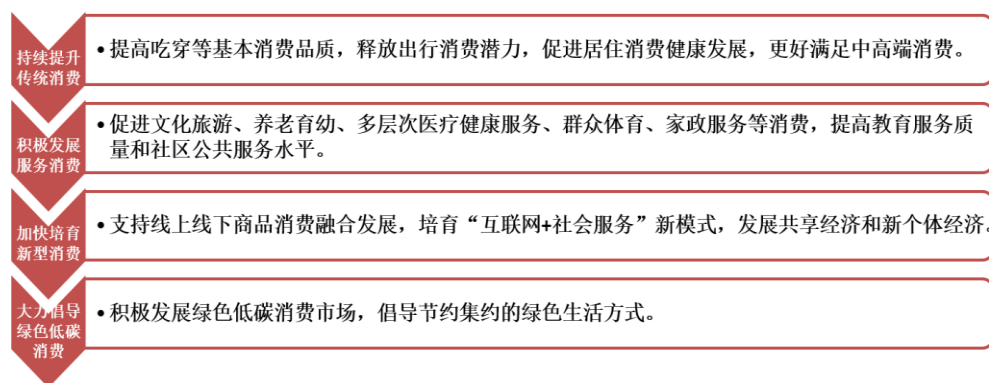 持续提升
传统消费
•提高吃穿等基本消费品质，释放出行消费潜力，促进居住消费健康发展，更好满足中高端消费。
积极发展
服务消费
•促进文化旅游、养老育幼、多层次医疗健康服务、群众体育、家政服务等消费，提高教育服务质
量和社区公共服务水平。
加快培育
新型消费
•支持线上线下商品消费融合发展，培育“互联网+社会服务”新模式，发展共享经济和新个体经济。
大力倡导
绿色低碳
消费
•积极发展绿色低碳消费市场，倡导节约集约的绿色生活方式。